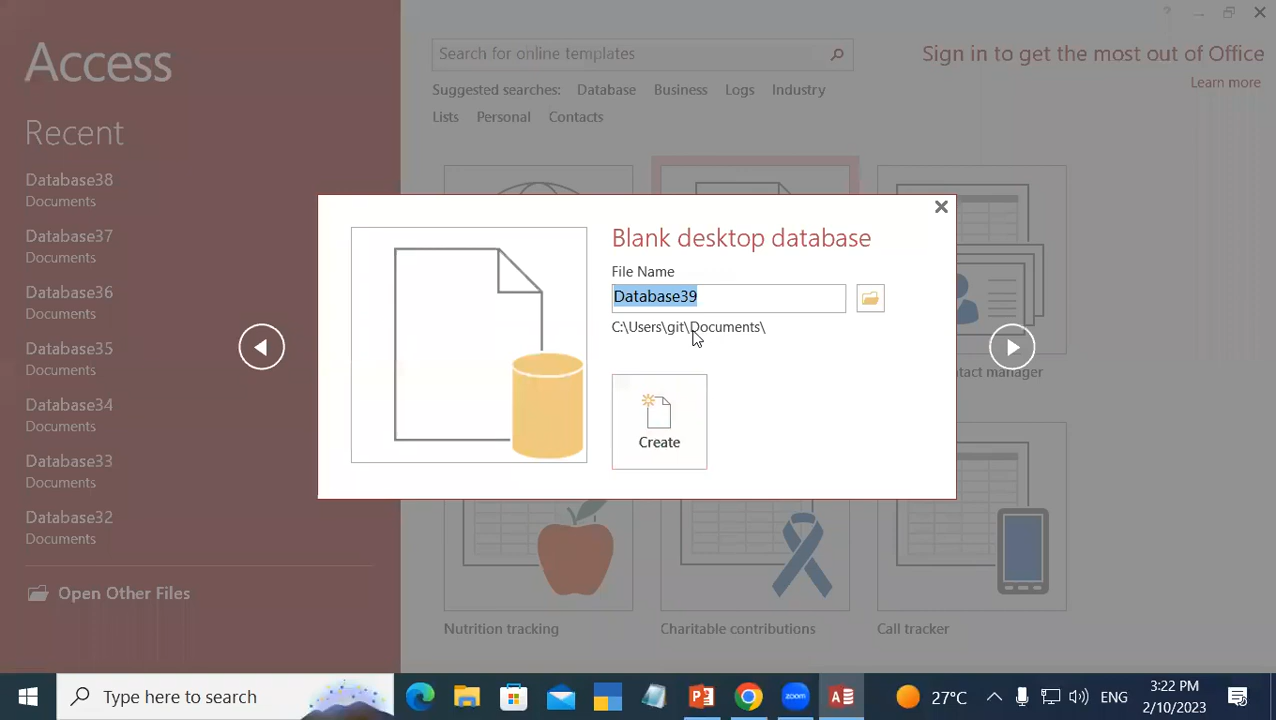 Access
Recent
Database38
Documents
Database37
Documents
Database36
Documents
Database35
Documents
Database34
Documents
Database33
Documents
Database32
Documents
Open Other Files
?
Search for online templates
Sign in to get the most out of Office
Learn more
Suggested searches: Database Business Logs Industry
Lists Personal Contacts
Blank desktop database
File Name
Database39
C:\Users\git\Documents\
Create
contact manager
Nutrition tracking
Charitable contributions
Call tracker
Type here to search
zoom
27°C
ENG
3:22 PM
2/10/2023